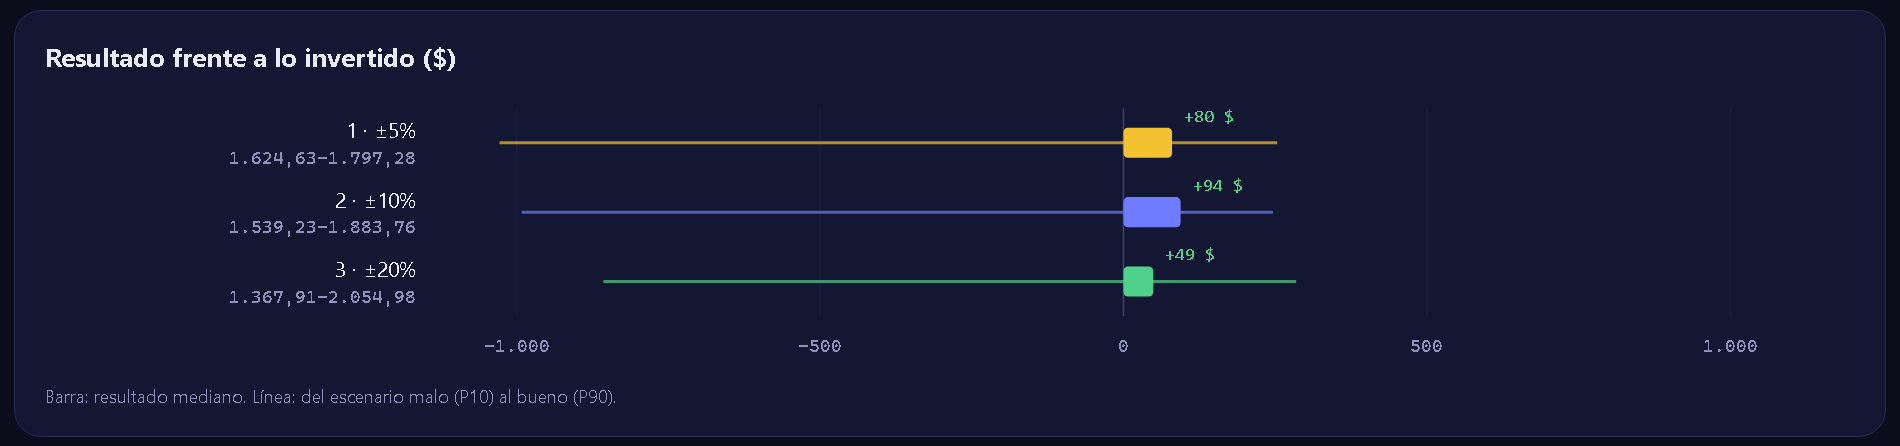 Resultado frente a lo invertido ($)
1 · ±5%
1.624,63–1.797,28
+80 $
2 · ±10%
1.539,23–1.883,76
+94 $
3 · ±20%
1.367,91–2.054,98
+49 $
−1.000 −500 0 500 1.000
Barra: resultado mediano. Línea: del escenario malo (P10) al bueno (P90).